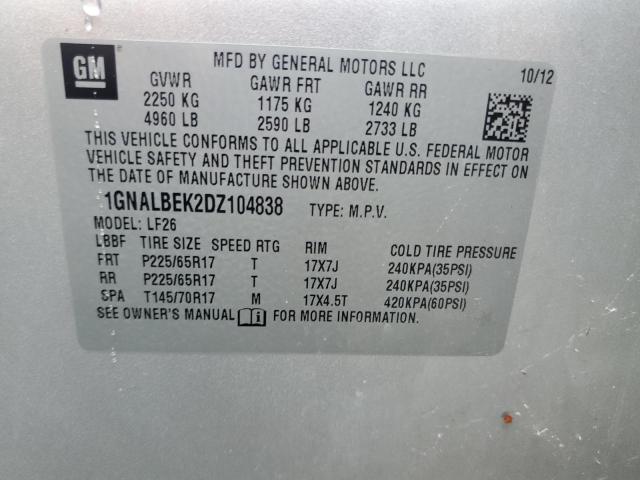 GM
MFD BY GENERAL MOTORS LLC 10/12
GVWR GAWR FRT GAWR RR
2250 KG 1175 KG 1240 KG
4960 LB 2590 LB 2733 LB
THIS VEHICLE CONFORMS TO ALL APPLICABLE U.S. FEDERAL MOTOR
VEHICLE SAFETY AND THEFT PREVENTION STANDARDS IN EFFECT ON
THE DATE OF MANUFACTURE SHOWN ABOVE.
1GNALBEK2DZ104838 TYPE: M.P.V.
MODEL: LF26
LBBF TIRE SIZE SPEED RTG RIM COLD TIRE PRESSURE
FRT P225/65R17 T 17X7J 240KPA(35PSI)
RR P225/65R17 T 17X7J 240KPA(35PSI)
SPA T145/70R17 M 17X4.5T 420KPA(60PSI)
SEE OWNER'S MANUAL FOR MORE INFORMATION.